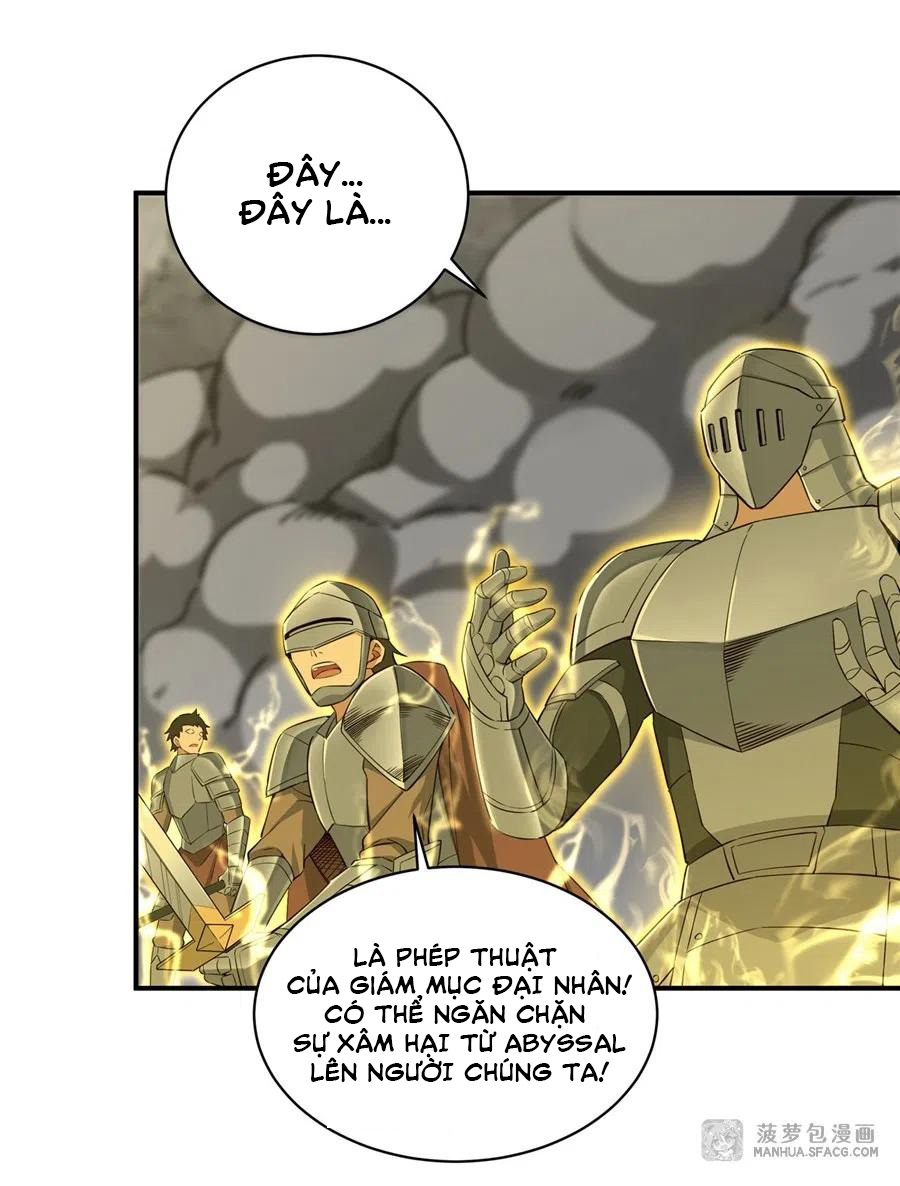 ĐÂY...
ĐÂY LÀ...
LÀ PHÉP THUẬT
CỦA GIÁM MỤC ĐẠI NHÂN!
CÓ THỂ NGĂN CHẶN
SỰ XÂM HẠI TỪ ABYSSAL
LÊN NGƯỜI CHÚNG TA!
菠萝包漫画
MANHUA.SFACG.COM